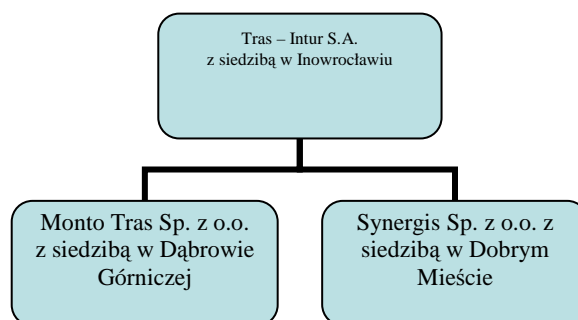 Tras – Intur S.A.
z siedzibą w Inowrocławiu
Monto Tras Sp. z o.o.
z siedzibą w Dąbrowie
Górniczej
Synergis Sp. z o.o. z
siedzibą w Dobrym
Mieście